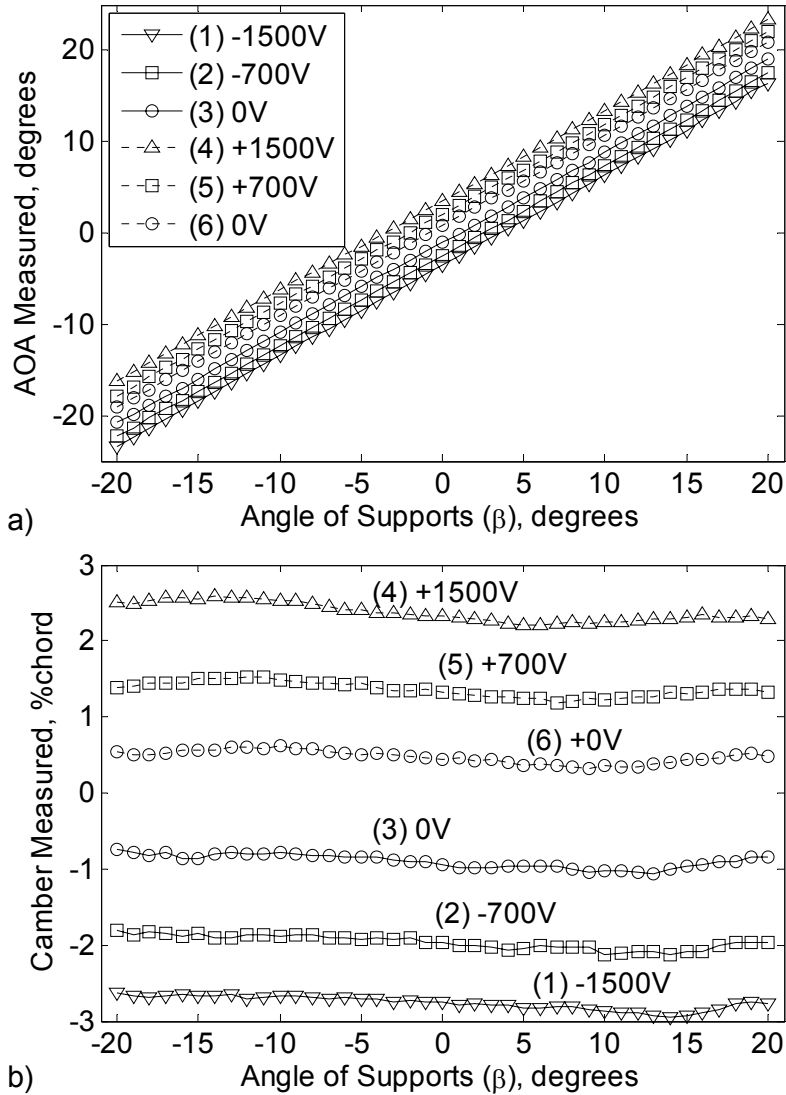 20
10
0
-10
-20
AOA Measured, degrees
(1) -1500V
(2) -700V
(3) 0V
(4) +1500V
(5) +700V
(6) 0V
-20 -15 -10 -5 0 5 10 15 20
a)
Angle of Supports (β), degrees
3
2
1
0
-1
-2
-3
Camber Measured, %chord
(4) +1500V
(5) +700V
(6) +0V
(3) 0V
(2) -700V
(1) -1500V
-20 -15 -10 -5 0 5 10 15 20
b)
Angle of Supports (β), degrees